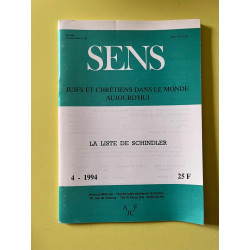 SENS
JUIFS ET CHRÉTIENS DANS LE MONDE
AUJOURD'HUI
LA LISTE DE SCHINDLER
4 - 1994 25 F